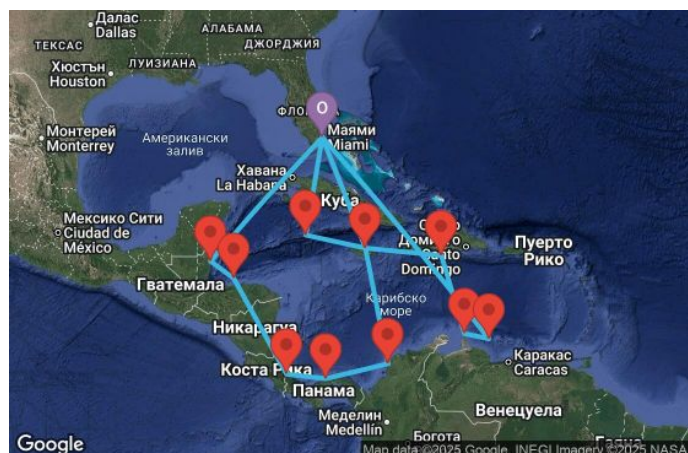 Далас
Dallas
АЛАБАМА
ТЕКСАС
ДЖОРДЖИЯ
ЛУИЗИАНА
Хюстън
Houston
O
Монтерей
Monterrey
Американски
залив
Маями
Miami
Хавана
La Habana
Куба
Мексико Сити
Ciudad de
México
Доминго
Domingo
Пуерто
Рико
Гватемала
Карибско
море
Никарагуа
Коста Рика
Панама
Каракас
Caracas
Меделин
Medellín
Венецуела
Богота
Google
Map data ©2025 Google, INEGI Imagery ©2025 NASA